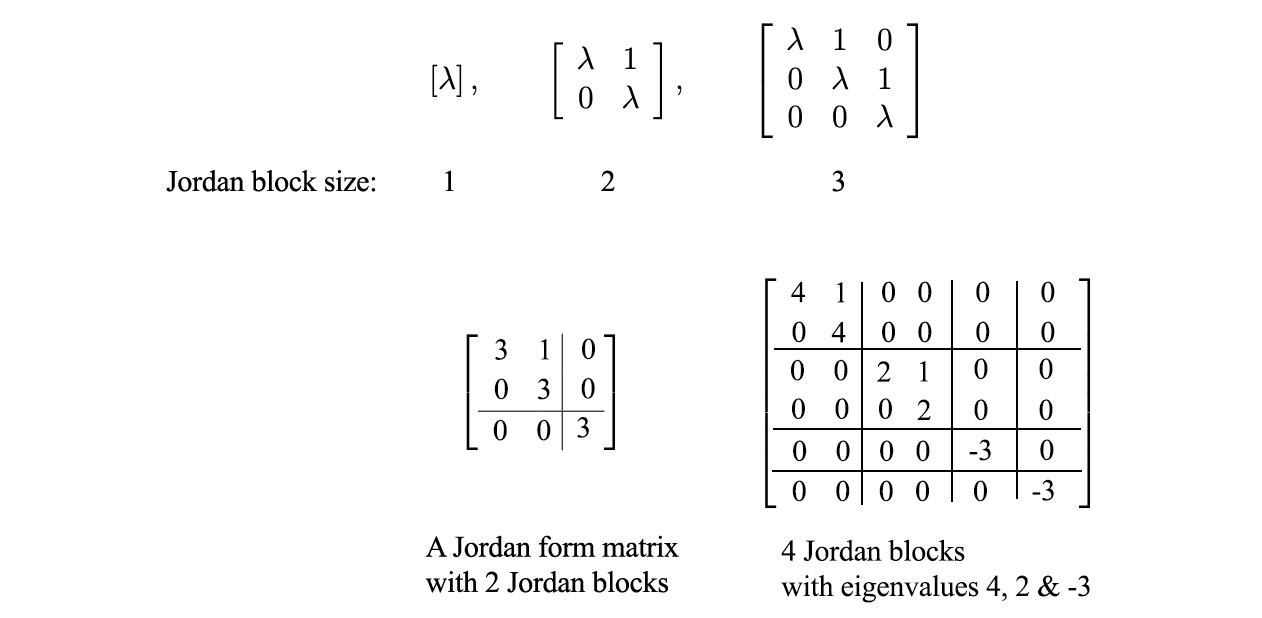 [λ], [ λ 1 ], [ λ 1 0 ]
0 λ 0 λ 1
0 0 λ
Jordan block size: 1 2 3
4 1 0 0 0 0
0 4 0 0 0 0
0 0 2 1 0 0
0 0 0 2 0 0
0 0 0 0 -3 0
0 0 0 0 0 -3
3 1 0
0 3 0
0 0 3
A Jordan form matrix
with 2 Jordan blocks
4 Jordan blocks
with eigenvalues 4, 2 & -3